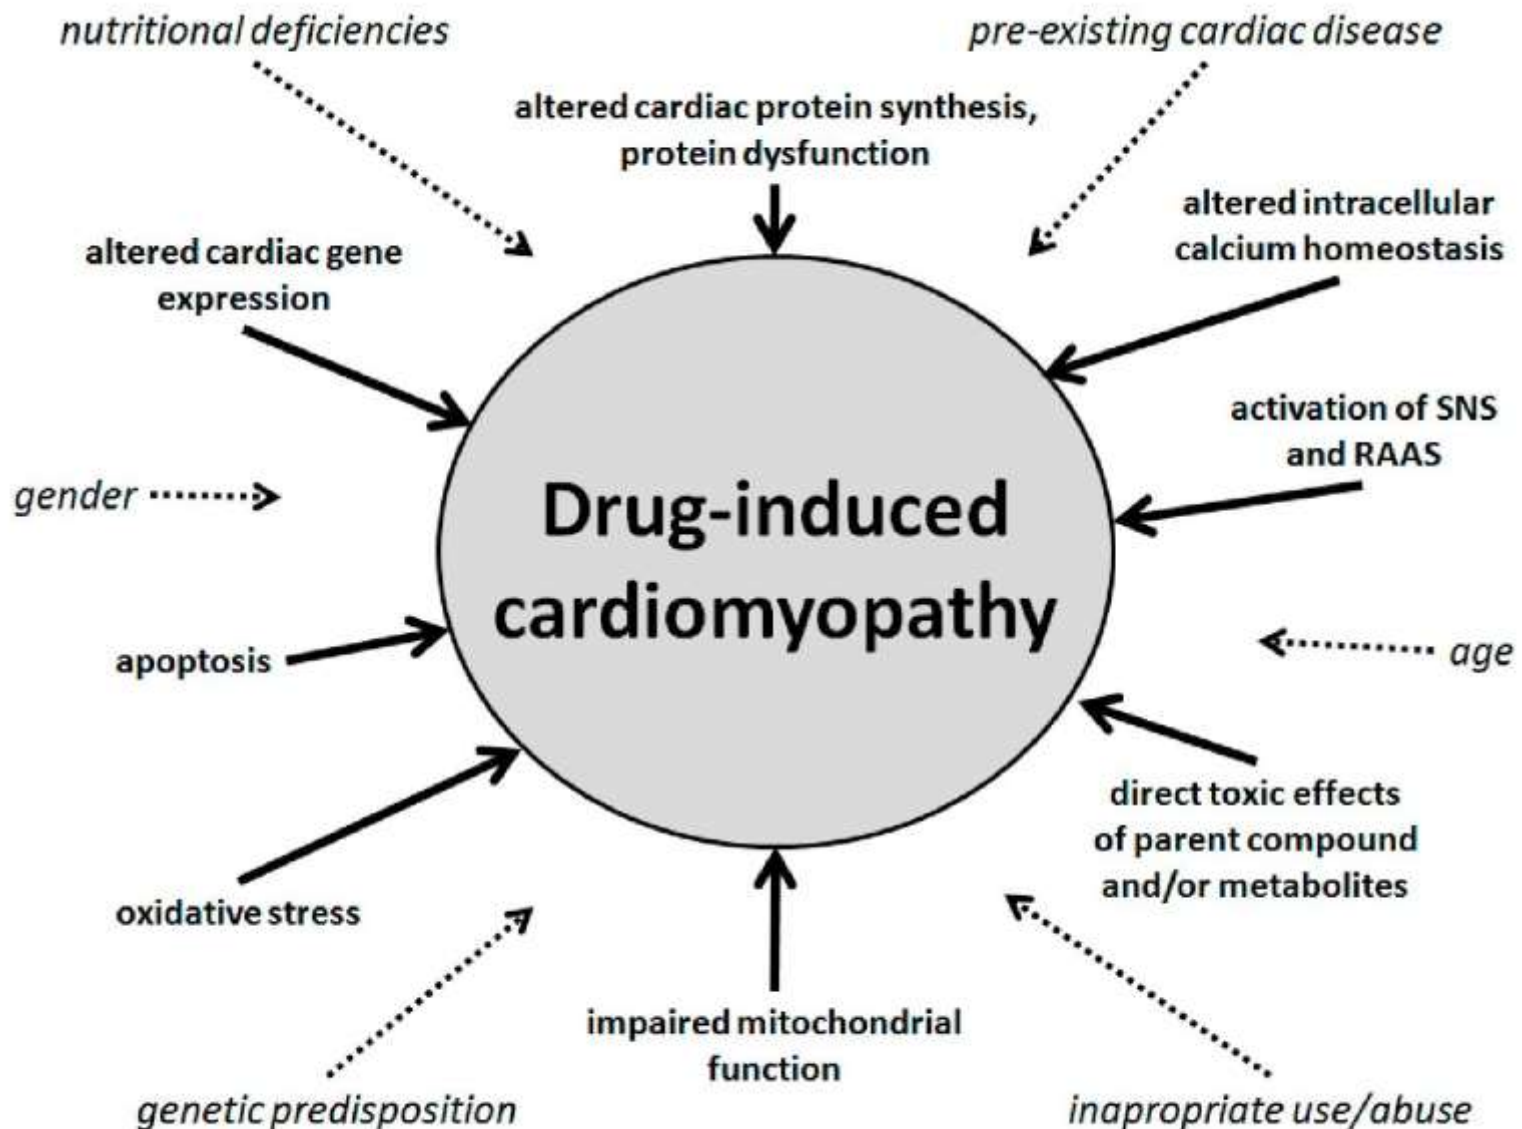 nutritional deficiencies
pre-existing cardiac disease
altered cardiac protein synthesis,
protein dysfunction
altered intracellular
calcium homeostasis
altered cardiac gene
expression
activation of SNS
and RAAS
gender
Drug-induced
cardiomyopathy
apoptosis
age
direct toxic effects
of parent compound
and/or metabolites
oxidative stress
impaired mitochondrial
function
genetic predisposition
inapropriate use/abuse